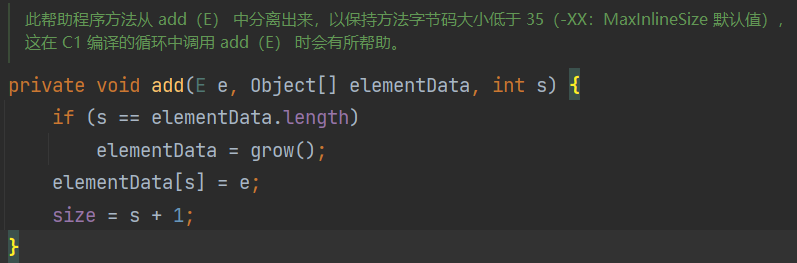 此帮助程序方法从 add（E） 中分离出来，以保持方法字节码大小低于 35（-XX：MaxInlineSize 默认值），
这在 C1 编译的循环中调用 add（E） 时会有所帮助。
private void add(E e, Object[] elementData, int s) {
    if (s == elementData.length)
        elementData = grow();
    elementData[s] = e;
    size = s + 1;
}